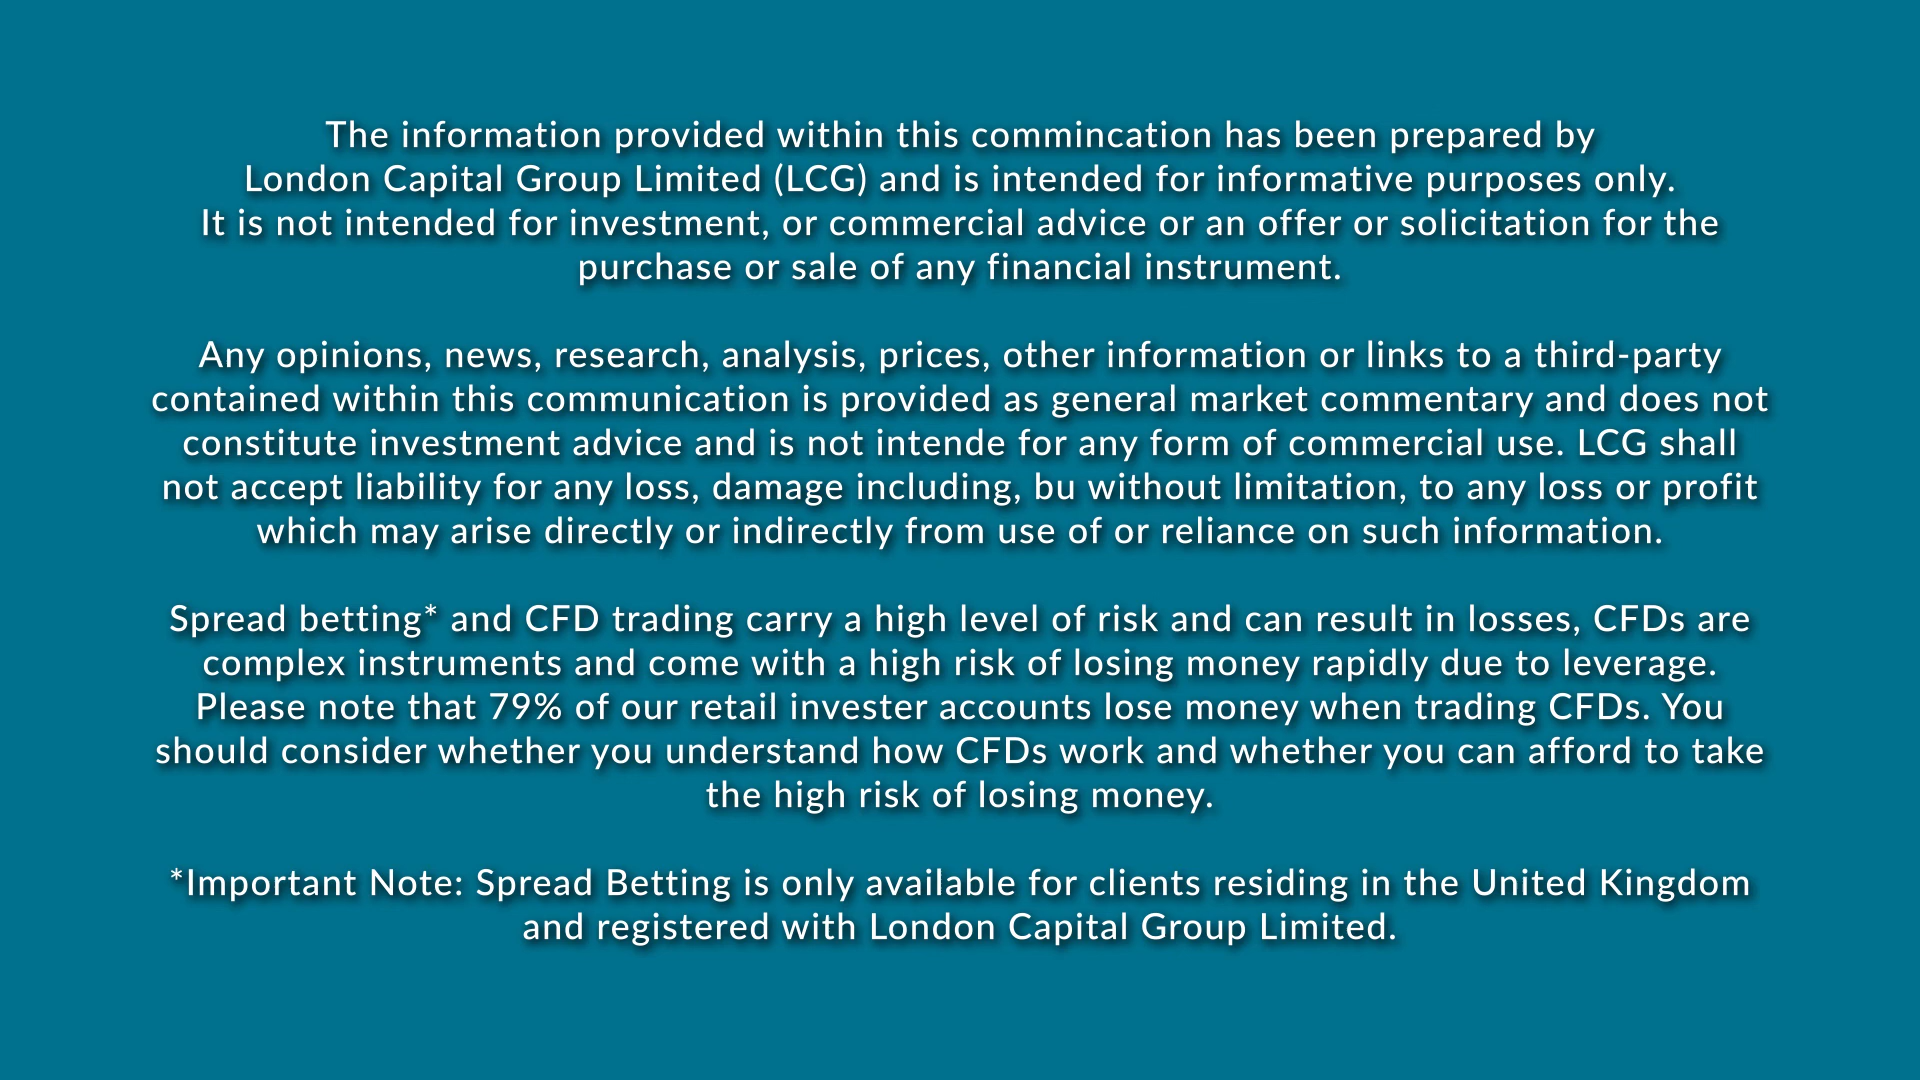 The information provided within this commincation has been prepared by
London Capital Group Limited (LCG) and is intended for informative purposes only.
It is not intended for investment, or commercial advice or an offer or solicitation for the
purchase or sale of any financial instrument.
Any opinions, news, research, analysis, prices, other information or links to a third-party
contained within this communication is provided as general market commentary and does not
constitute investment advice and is not intende for any form of commercial use. LCG shall
not accept liability for any loss, damage including, bu without limitation, to any loss or profit
which may arise directly or indirectly from use of or reliance on such information.
Spread betting* and CFD trading carry a high level of risk and can result in losses, CFDs are
complex instruments and come with a high risk of losing money rapidly due to leverage.
Please note that 79% of our retail invester accounts lose money when trading CFDs. You
should consider whether you understand how CFDs work and whether you can afford to take
the high risk of losing money.
*Important Note: Spread Betting is only available for clients residing in the United Kingdom
and registered with London Capital Group Limited.